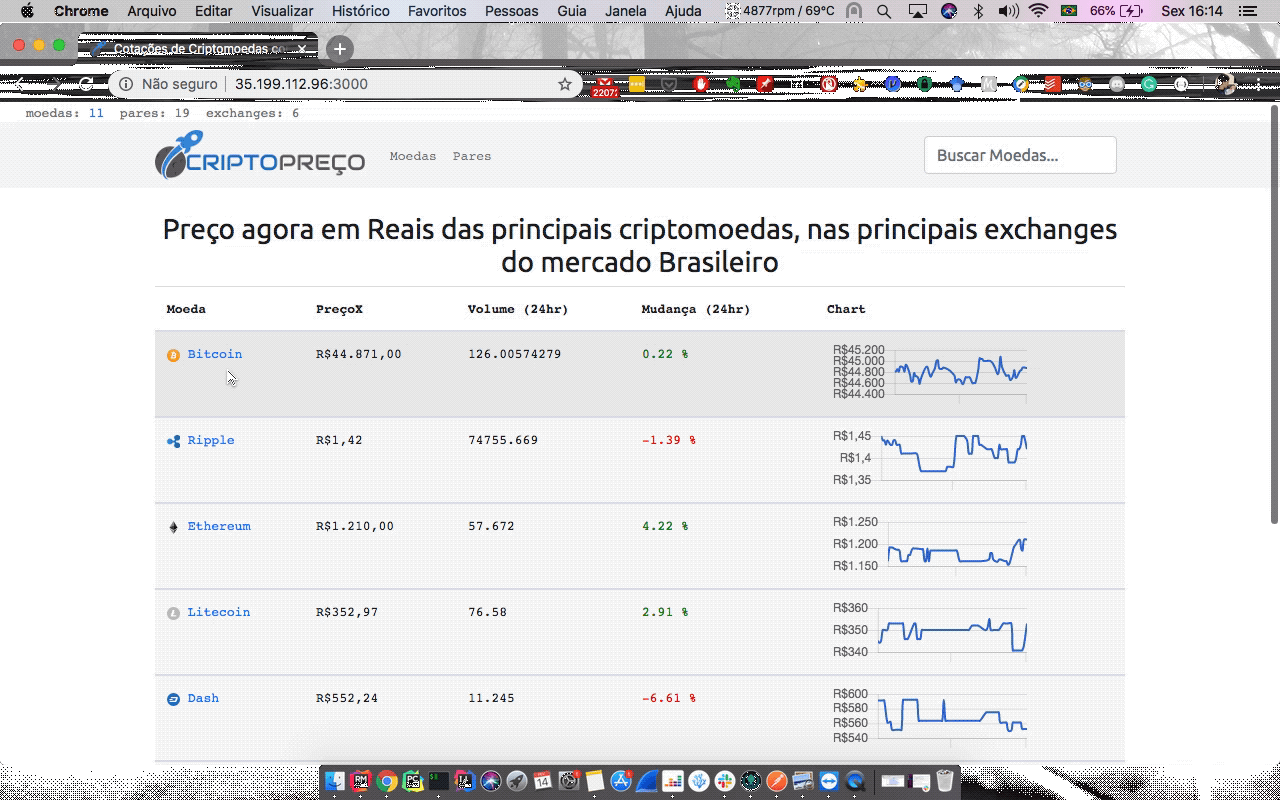 Chrome Arquivo Editar Visualizar Histórico Favoritos Pessoas Guia Janela Ajuda 4877rpm / 69°C 66% Sex 16:14
Cotações de Criptomoedas co
Não seguro 35.199.112.96:3000
22071
moedas: 11 pares: 19 exchanges: 6
CRIPTOPREÇO Moedas Pares Buscar Moedas...
Preço agora em Reais das principais criptomoedas, nas principais exchanges
do mercado Brasileiro
Moeda PreçoX Volume (24hr) Mudança (24hr) Chart
Bitcoin R$44.871,00 126.00574279 0.22 %
R$45.200
R$45.000
R$44.800
R$44.600
R$44.400
Ripple R$1,42 74755.669 -1.39 %
R$1,45
R$1,4
R$1,35
Ethereum R$1.210,00 57.672 4.22 %
R$1.250
R$1.200
R$1.150
Litecoin R$352,97 76.58 2.91 %
R$360
R$350
R$340
Dash R$552,24 11.245 -6.61 %
R$600
R$580
R$560
R$540
RM PC 14